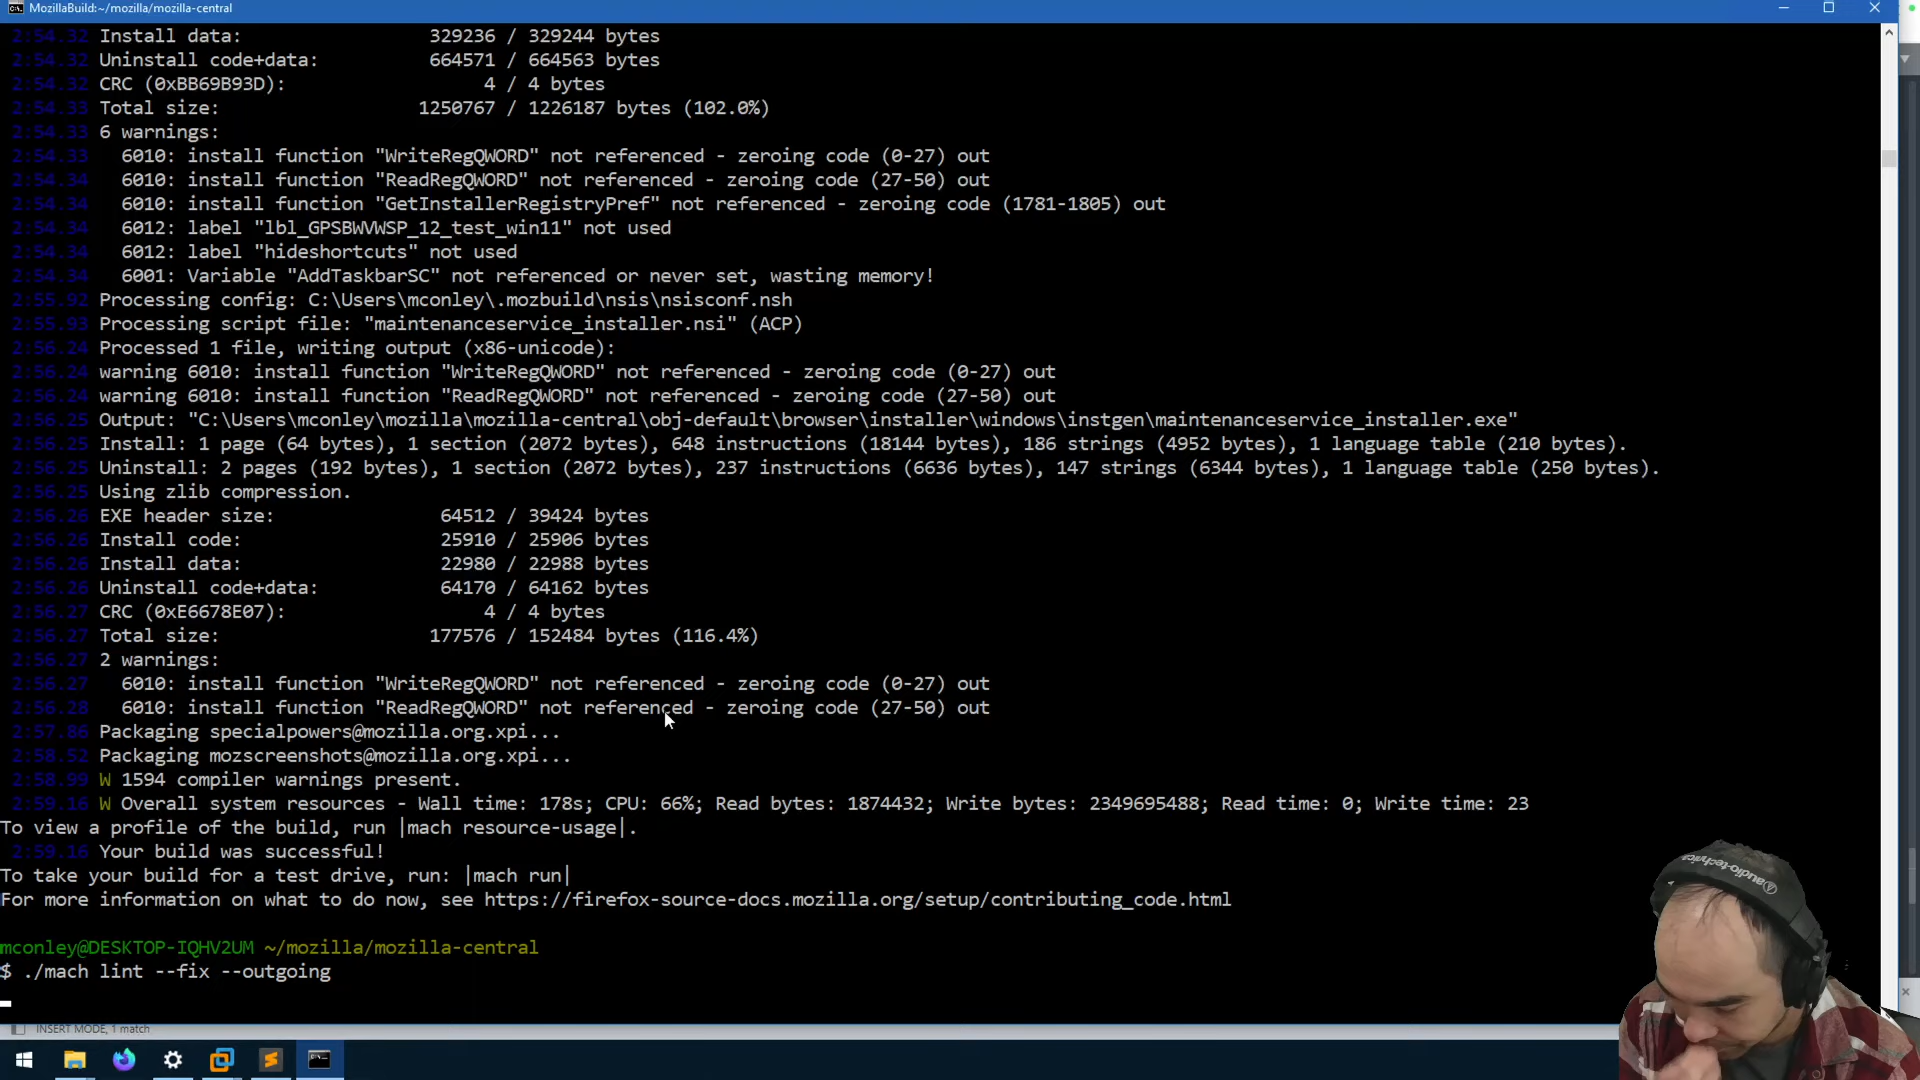 MozillaBuild:~/mozilla/mozilla-central
2:54.32 Install data: 329236 / 329244 bytes
2:54.32 Uninstall code+data: 664571 / 664563 bytes
2:54.32 CRC (0xBB69B93D): 4 / 4 bytes
2:54.33 Total size: 1250767 / 1226187 bytes (102.0%)
2:54.33 6 warnings:
2:54.33 6010: install function "WriteRegQWORD" not referenced - zeroing code (0-27) out
2:54.34 6010: install function "ReadRegQWORD" not referenced - zeroing code (27-50) out
2:54.34 6010: install function "GetInstallerRegistryPref" not referenced - zeroing code (1781-1805) out
2:54.34 6012: label "lbl_GPSBWVWSP_12_test_win11" not used
2:54.34 6012: label "hideshortcuts" not used
2:54.34 6001: Variable "AddTaskbarSC" not referenced or never set, wasting memory!
2:55.92 Processing config: C:\Users\mconley\.mozbuild\nsis\nsisconf.nsh
2:55.93 Processing script file: "maintenanceservice_installer.nsi" (ACP)
2:56.24 Processed 1 file, writing output (x86-unicode):
2:56.24 warning 6010: install function "WriteRegQWORD" not referenced - zeroing code (0-27) out
2:56.24 warning 6010: install function "ReadRegQWORD" not referenced - zeroing code (27-50) out
2:56.25 Output: "C:\Users\mconley\mozilla\mozilla-central\obj-default\browser\installer\windows\instgen\maintenanceservice_installer.exe"
2:56.25 Install: 1 page (64 bytes), 1 section (2072 bytes), 648 instructions (18144 bytes), 186 strings (4952 bytes), 1 language table (210 bytes).
2:56.25 Uninstall: 2 pages (192 bytes), 1 section (2072 bytes), 237 instructions (6636 bytes), 147 strings (6344 bytes), 1 language table (250 bytes).
2:56.25 Using zlib compression.
2:56.26 EXE header size: 64512 / 39424 bytes
2:56.26 Install code: 25910 / 25906 bytes
2:56.26 Install data: 22980 / 22988 bytes
2:56.26 Uninstall code+data: 64170 / 64162 bytes
2:56.27 CRC (0xE6678E07): 4 / 4 bytes
2:56.27 Total size: 177576 / 152484 bytes (116.4%)
2:56.27 2 warnings:
2:56.27 6010: install function "WriteRegQWORD" not referenced - zeroing code (0-27) out
2:56.28 6010: install function "ReadRegQWORD" not referenced - zeroing code (27-50) out
2:57.86 Packaging specialpowers@mozilla.org.xpi...
2:58.52 Packaging mozscreenshots@mozilla.org.xpi...
2:58.99 W 1594 compiler warnings present.
2:59.16 W Overall system resources - Wall time: 178s; CPU: 66%; Read bytes: 1874432; Write bytes: 2349695488; Read time: 0; Write time: 23
To view a profile of the build, run |mach resource-usage|.
2:59.16 Your build was successful!
To take your build for a test drive, run: |mach run|
For more information on what to do now, see https://firefox-source-docs.mozilla.org/setup/contributing_code.html
mconley@DESKTOP-IQHV2UM ~/mozilla/mozilla-central
$ ./mach lint --fix --outgoing
INSERT MODE, 1 match
audio-technica